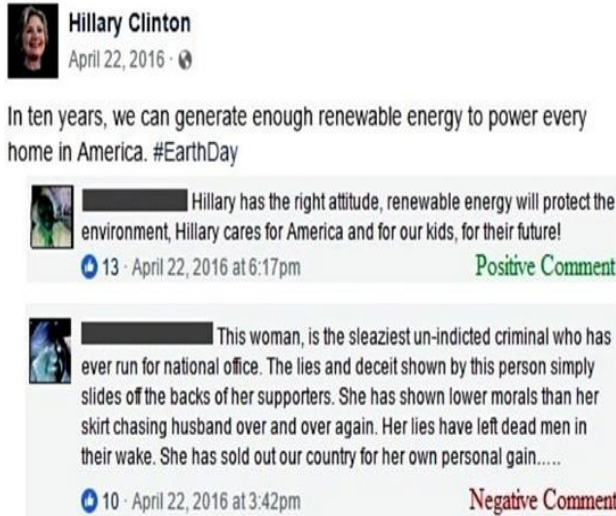 Hillary Clinton
April 22, 2016 ·
In ten years, we can generate enough renewable energy to power every
home in America. #EarthDay
Hillary has the right attitude, renewable energy will protect the
environment, Hillary cares for America and for our kids, for their future!
13 · April 22, 2016 at 6:17pm Positive Comment
This woman, is the sleaziest un-indicted criminal who has
ever run for national office. The lies and deceit shown by this person simply
slides off the backs of her supporters. She has shown lower morals than her
skirt chasing husband over and over again. Her lies have left dead men in
their wake. She has sold out our country for her own personal gain.....
10 · April 22, 2016 at 3:42pm Negative Comment